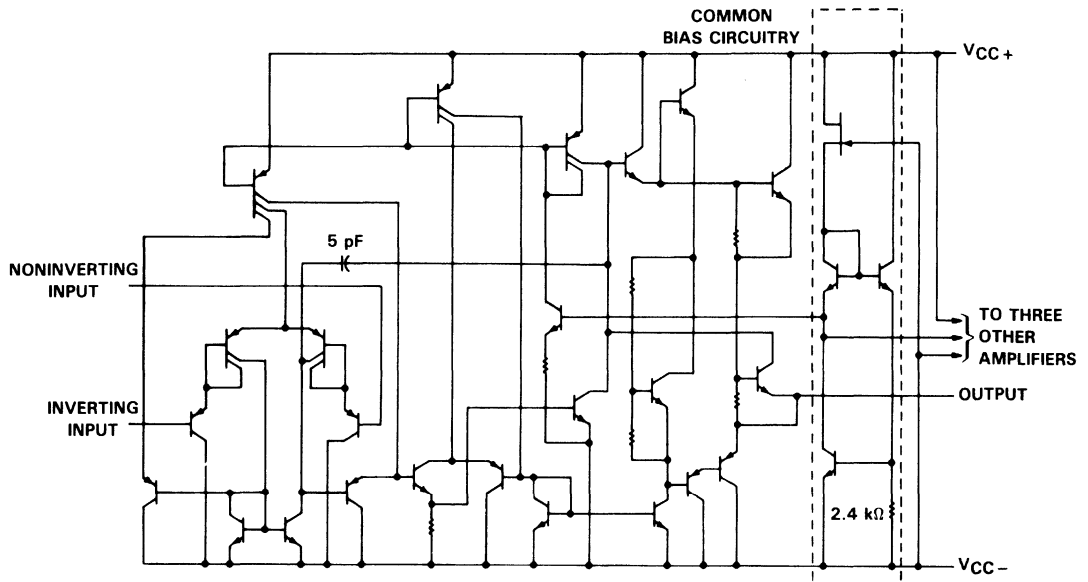 COMMON
BIAS CIRCUITRY
VCC+
5 pF
NONINVERTING
INPUT
TO THREE
OTHER
AMPLIFIERS
OUTPUT
INVERTING
INPUT
2.4 kΩ
VCC−